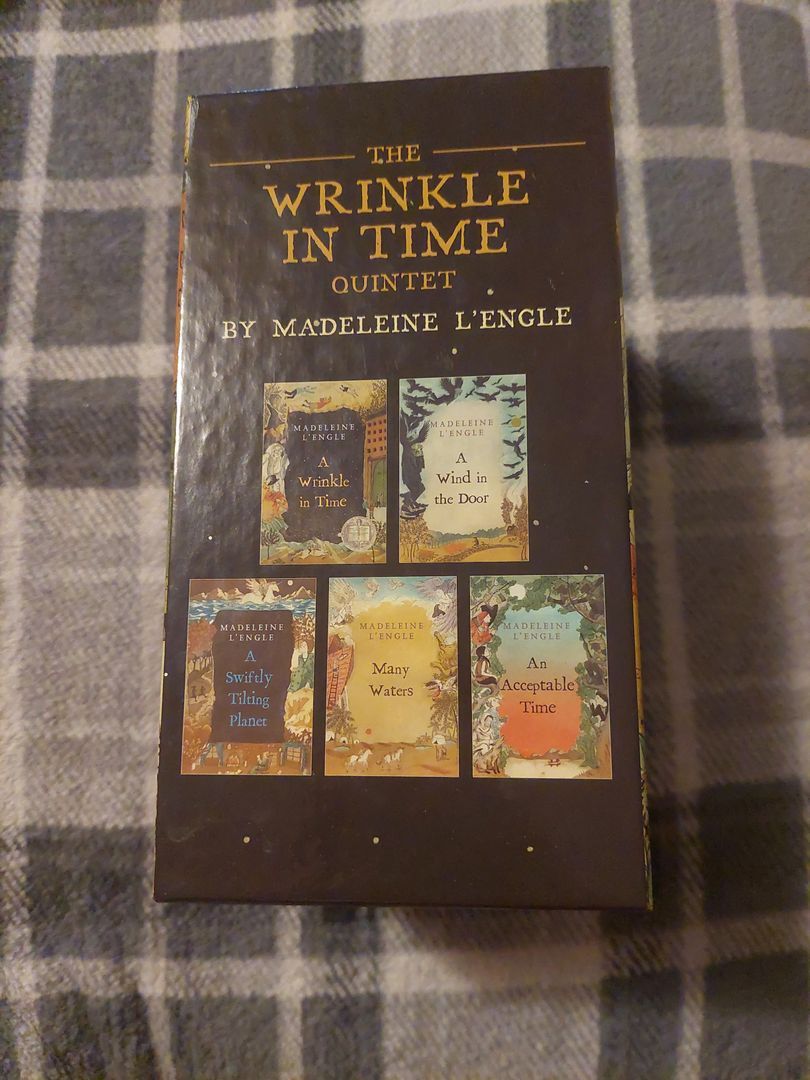 THE
WRINKLE
IN TIME
QUINTET
BY MADELEINE L'ENGLE
MADELEINE
L'ENGLE
A
Wrinkle
in Time
MADELEINE
L'ENGLE
A
Wind in
the Door
MADELEINE
L'ENGLE
A
Swiftly
Tilting
Planet
MADELEINE
L'ENGLE
Many
Waters
MADELEINE
L'ENGLE
An
Acceptable
Time